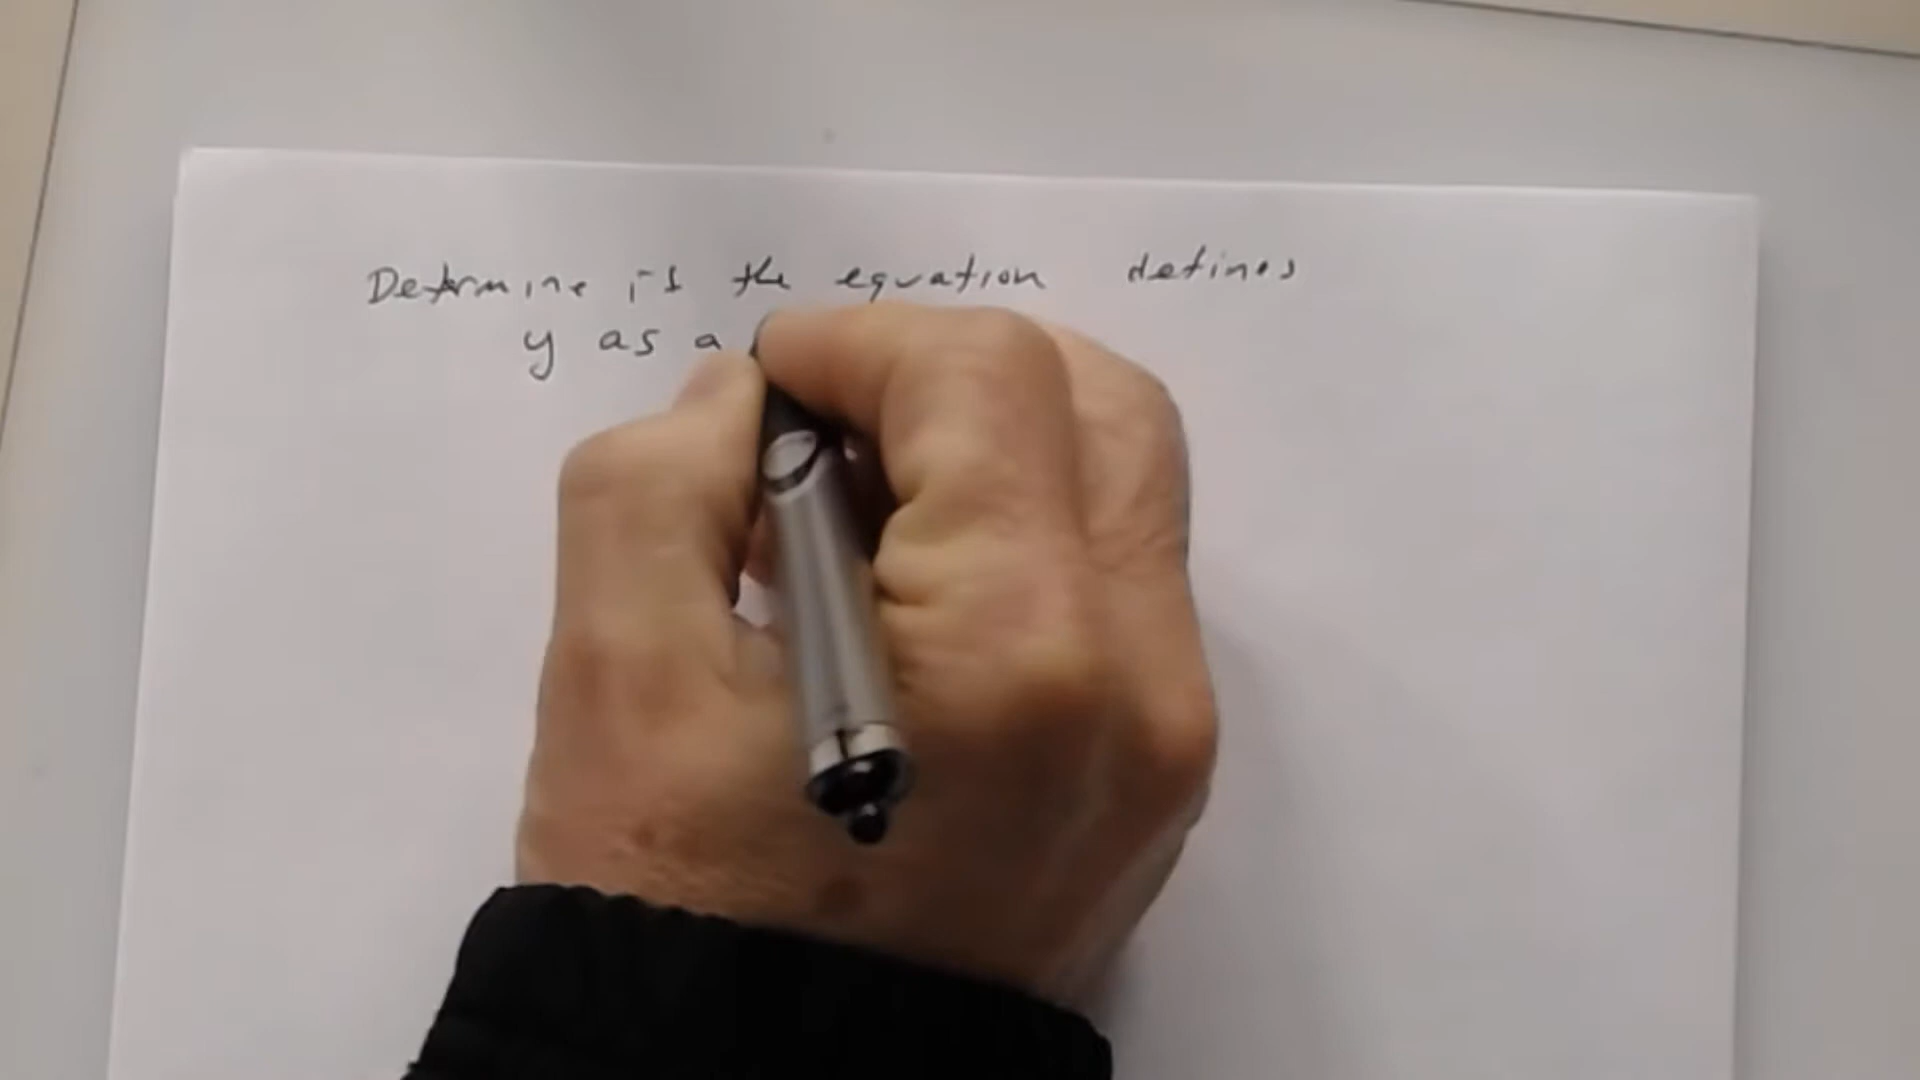 Determine if the equation defines
y as a